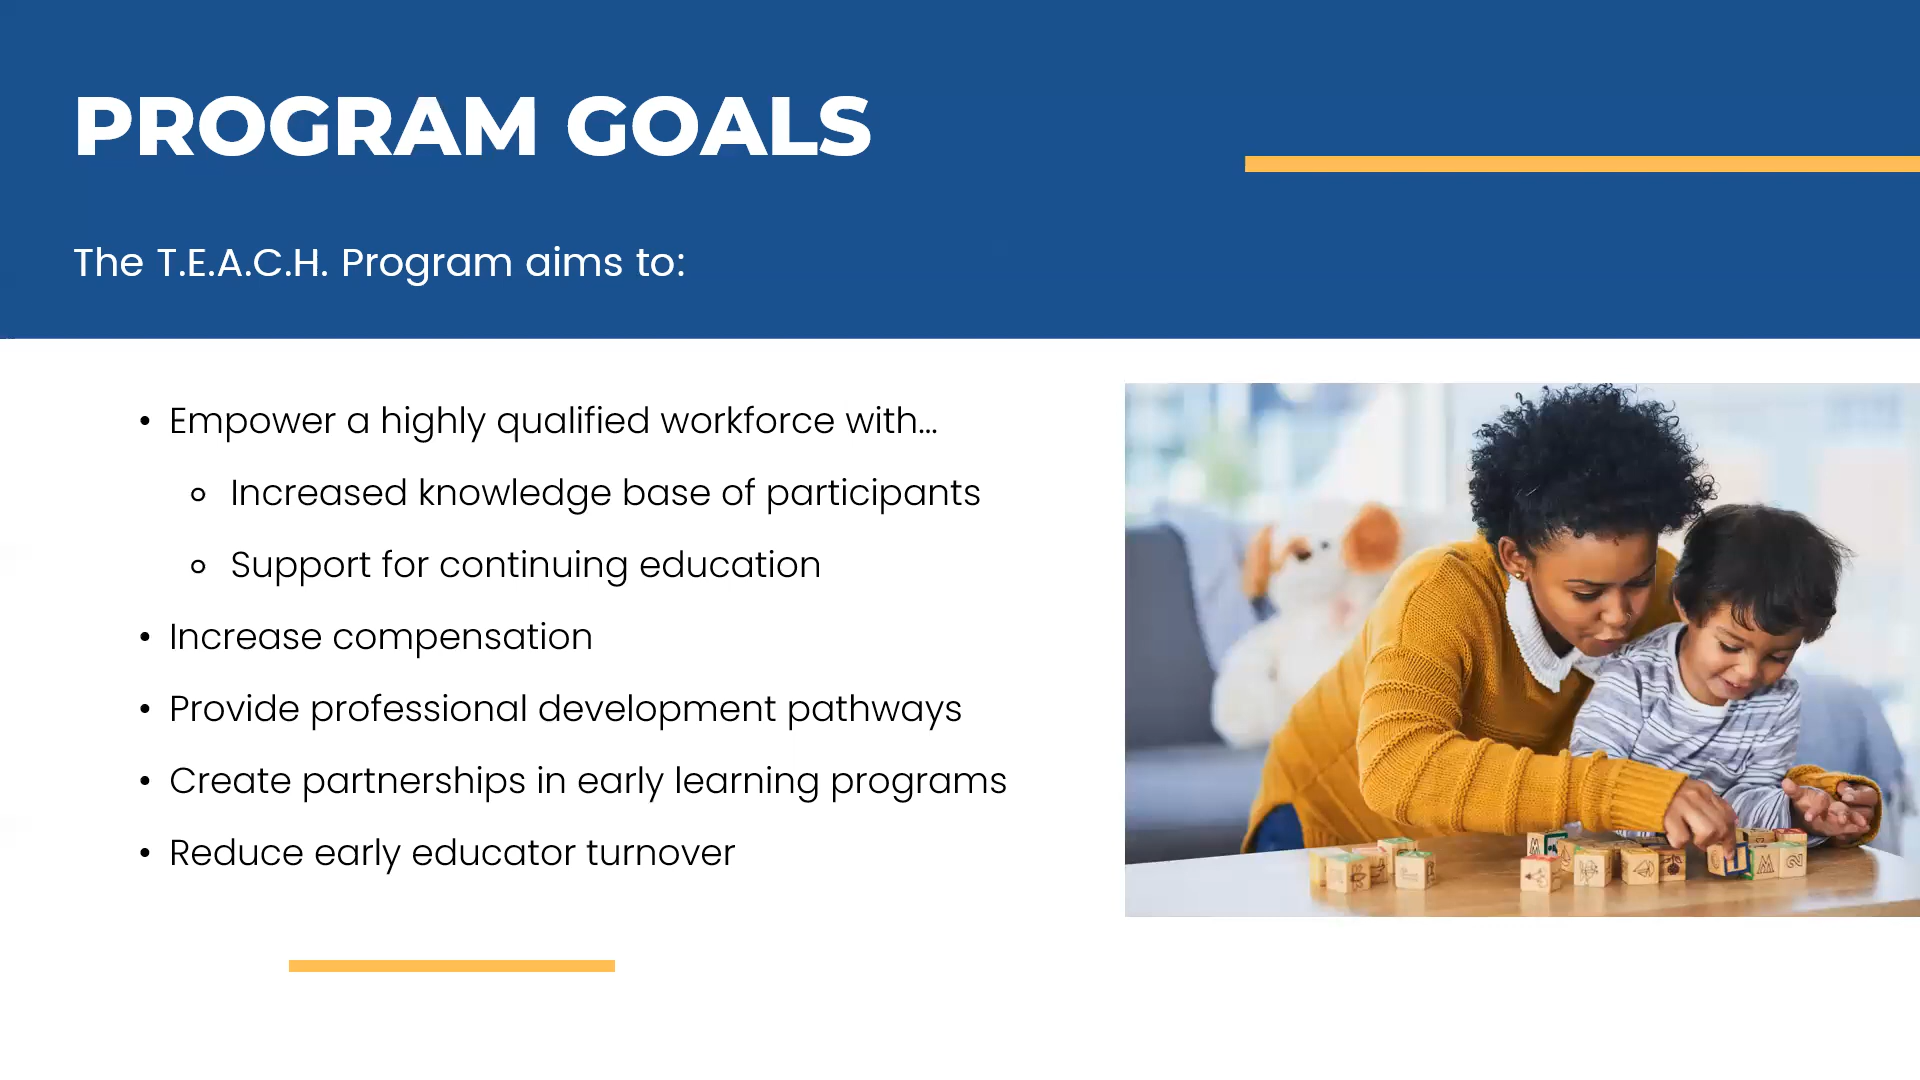 PROGRAM GOALS
The T.E.A.C.H. Program aims to:
• Empower a highly qualified workforce with...
o Increased knowledge base of participants
o Support for continuing education
• Increase compensation
• Provide professional development pathways
• Create partnerships in early learning programs
• Reduce early educator turnover